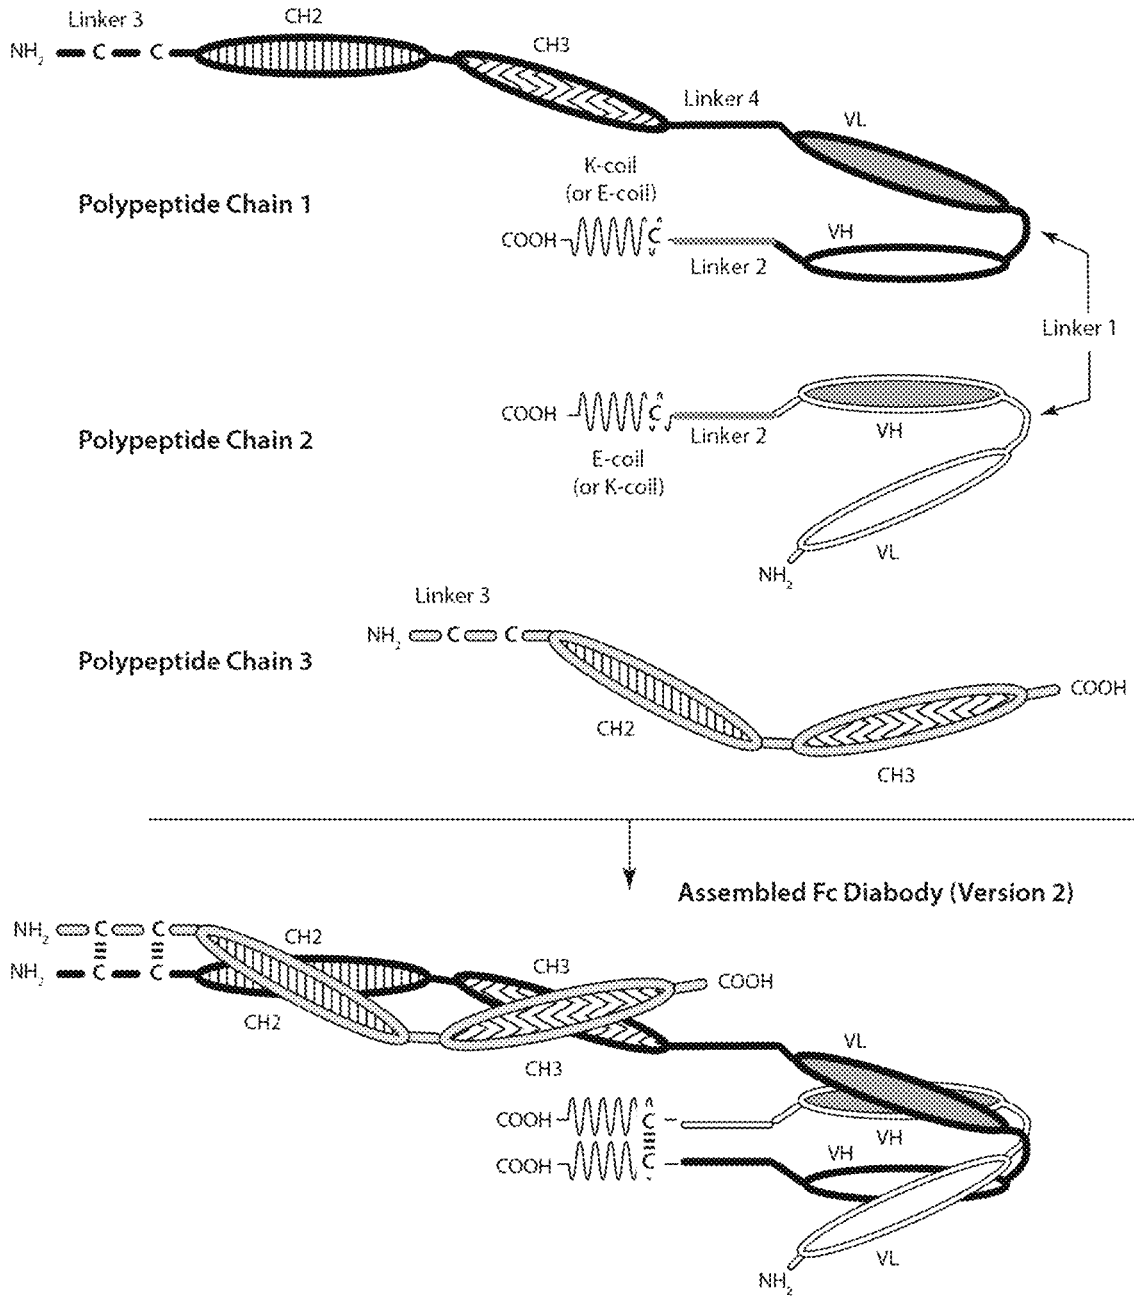 Linker 3
CH2
NH2
C
C
CH3
Linker 4
VL
K-coil
(or E-coil)
Polypeptide Chain 1
COOH
C
VH
Linker 2
Linker 1
COOH
C
Linker 2
VH
Polypeptide Chain 2
E-coil
(or K-coil)
VL
NH2
Linker 3
NH2
C
C
Polypeptide Chain 3
COOH
CH2
CH3
Assembled Fc Diabody (Version 2)
NH2
C
C
CH2
NH2
C
C
CH3
COOH
CH2
CH3
VL
COOH
C
VH
VH
COOH
C
VL
NH2